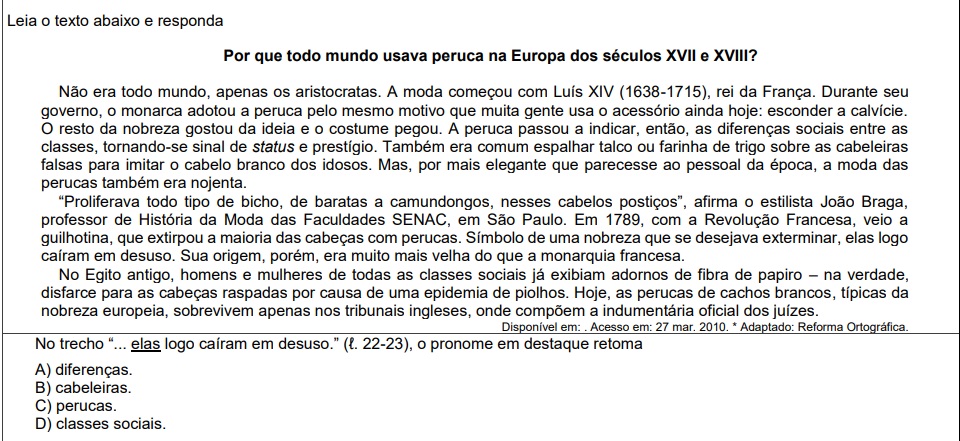 Leia o texto abaixo e responda
Por que todo mundo usava peruca na Europa dos séculos XVII e XVIII?
Não era todo mundo, apenas os aristocratas. A moda começou com Luís XIV (1638-1715), rei da França. Durante seu
governo, o monarca adotou a peruca pelo mesmo motivo que muita gente usa o acessório ainda hoje: esconder a calvície.
O resto da nobreza gostou da ideia e o costume pegou. A peruca passou a indicar, então, as diferenças sociais entre as
classes, tornando-se sinal de status e prestígio. Também era comum espalhar talco ou farinha de trigo sobre as cabeleiras
falsas para imitar o cabelo branco dos idosos. Mas, por mais elegante que parecesse ao pessoal da época, a moda das
perucas também era nojenta.
“Proliferava todo tipo de bicho, de baratas a camundongos, nesses cabelos postiços”, afirma o estilista João Braga,
professor de História da Moda das Faculdades SENAC, em São Paulo. Em 1789, com a Revolução Francesa, veio a
guilhotina, que extirpou a maioria das cabeças com perucas. Símbolo de uma nobreza que se desejava exterminar, elas logo
caíram em desuso. Sua origem, porém, era muito mais velha do que a monarquia francesa.
No Egito antigo, homens e mulheres de todas as classes sociais já exibiam adornos de fibra de papiro – na verdade,
disfarce para as cabeças raspadas por causa de uma epidemia de piolhos. Hoje, as perucas de cachos brancos, típicas da
nobreza europeia, sobrevivem apenas nos tribunais ingleses, onde compõem a indumentária oficial dos juízes.
Disponível em: . Acesso em: 27 mar. 2010. * Adaptado: Reforma Ortográfica.
No trecho “... elas logo caíram em desuso.” (ℓ. 22-23), o pronome em destaque retoma
A) diferenças.
B) cabeleiras.
C) perucas.
D) classes sociais.